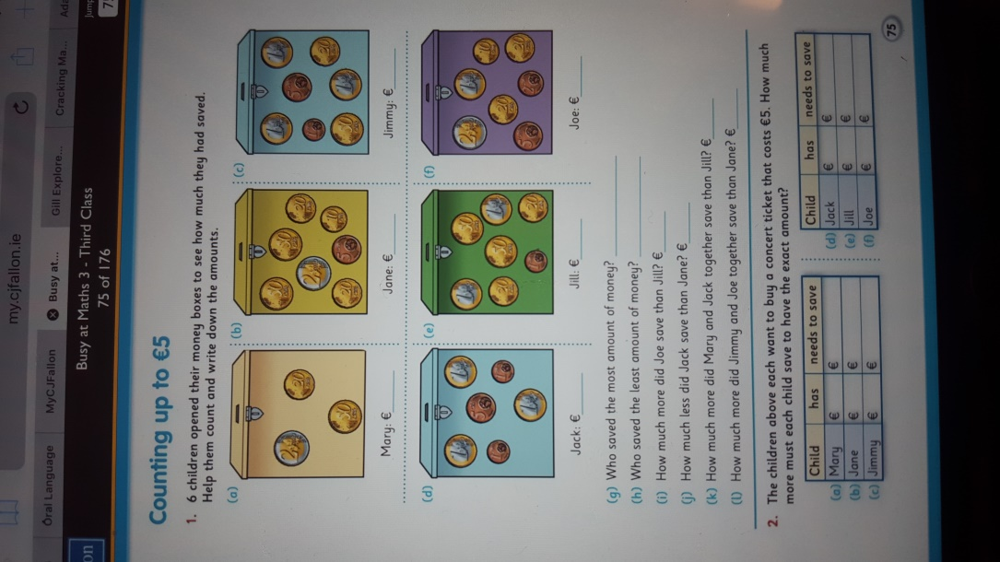 my.cjfallon.ie
Oral Language
MyCJFallon
Busy at...
Gill Explore...
Cracking Ma...
Ada
on
Busy at Maths 3 - Third Class
75 of 176
Jump
75
Counting up to €5
1. 6 children opened their money boxes to see how much they had saved.
Help them count and write down the amounts.
(a)
(b)
(c)
Mary: €
Jane: €
Jimmy: €
(d)
(e)
(f)
Jack: €
Jill: €
Joe: €
(g) Who saved the most amount of money?
(h) Who saved the least amount of money?
(i) How much more did Joe save than Jill? €
(j) How much less did Jack save than Jane? €
(k) How much more did Mary and Jack together save than Jill? €
(l) How much more did Jimmy and Joe together save than Jane? €
2. The children above each want to buy a concert ticket that costs €5. How much
more must each child save to have the exact amount?
Child has needs to save
(a) Mary € €
(b) Jane € €
(c) Jimmy € €
Child has needs to save
(d) Jack € €
(e) Jill € €
(f) Joe € €
75